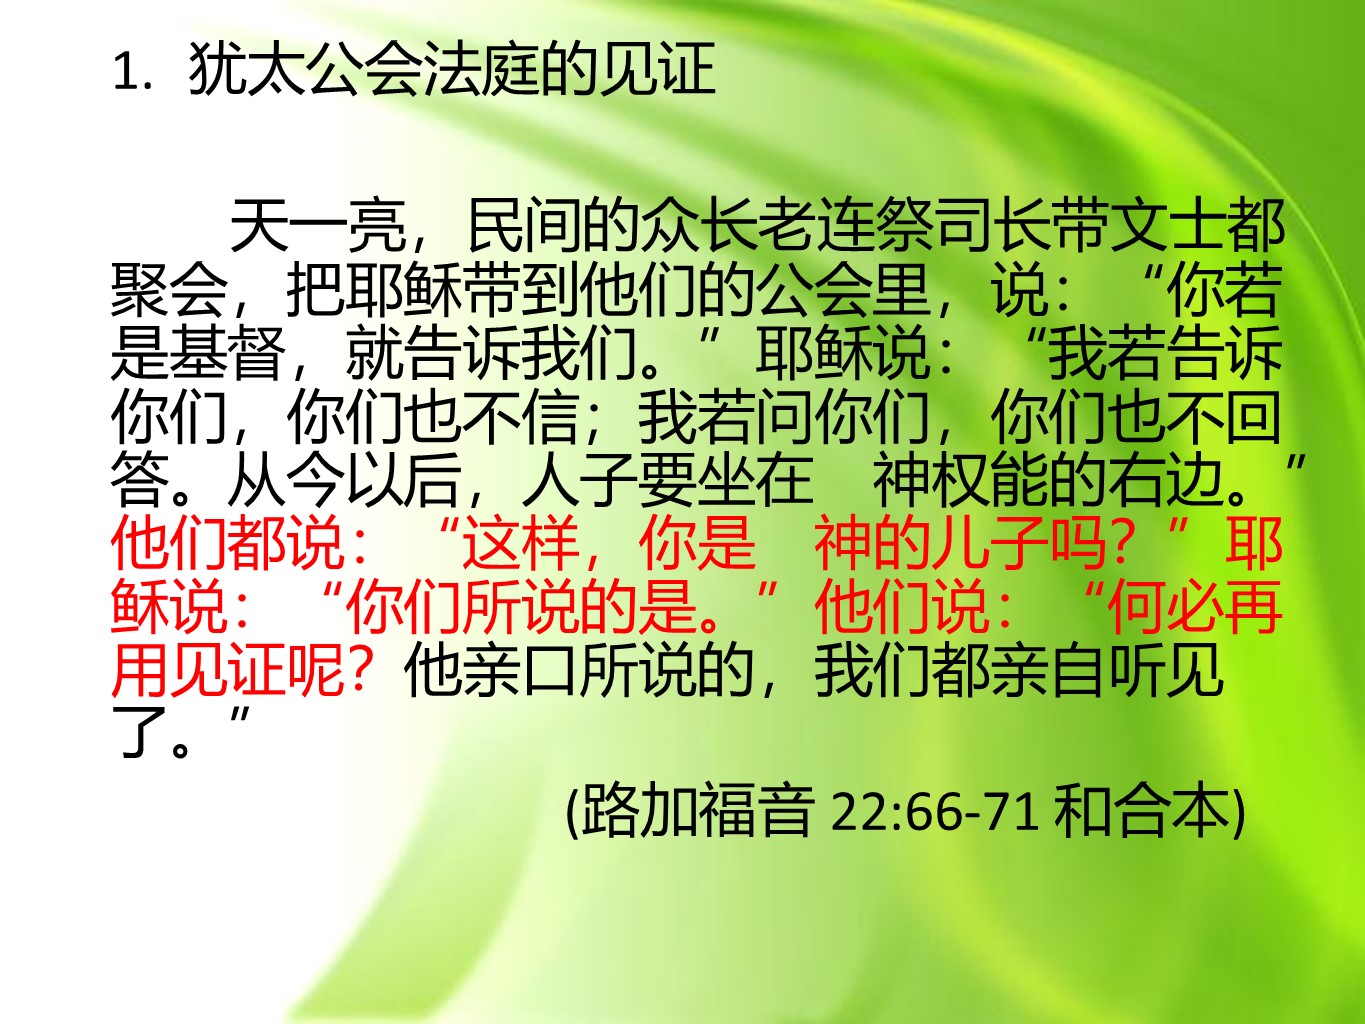 1. 犹太公会法庭的见证
天一亮，民间的众长老连祭司长带文士都
聚会，把耶稣带到他们的公会里，说：“你若
是基督，就告诉我们。”耶稣说：“我若告诉
你们，你们也不信；我若问你们，你们也不回
答。从今以后，人子要坐在　神权能的右边。”
他们都说：“这样，你是　神的儿子吗？”耶
稣说：“你们所说的是。”他们说：“何必再
用见证呢？他亲口所说的，我们都亲自听见
了。”
(路加福音 22:66-71 和合本)